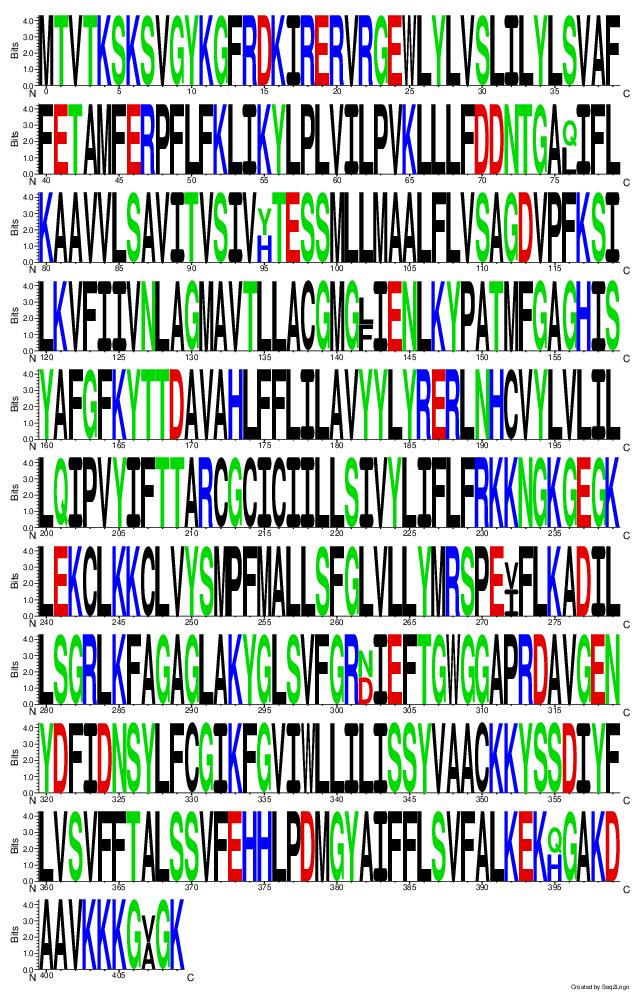 Bits 4.0 3.0 2.0 1.0 0.0
MTVTKSKSVGYKGFRDKIRERVRGEWLYLVSLILYLSVAF
N 0 5 10 15 20 25 30 35 C
Bits 4.0 3.0 2.0 1.0 0.0
FETAMFERPFLFKLIKYLPLVILPVKLLLFDDNTGAQIFL
L
N 40 45 50 55 60 65 70 75 C
Bits 4.0 3.0 2.0 1.0 0.0
KAAVVLSAVITVSIVYTESSMLLMAALFLVSAGDVPFKSI
H
N 80 85 90 95 100 105 110 115 C
Bits 4.0 3.0 2.0 1.0 0.0
LKVFIIVNLAGMAVTLLACGMGLIENLKYPATMFGAGHIS
F
N 120 125 130 135 140 145 150 155 C
Bits 4.0 3.0 2.0 1.0 0.0
YAFGFKYTTDAVAHLFFLILAVYYLYRERLNHCVYLVLIL
N 160 165 170 175 180 185 190 195 C
Bits 4.0 3.0 2.0 1.0 0.0
LQIPVYIFTTARCGCICIILLSIVYLIFLFRKKNGKGEGK
N 200 205 210 215 220 225 230 235 C
Bits 4.0 3.0 2.0 1.0 0.0
LEKCLKKCLVYSMPFMALLSFGLVLLYMRSPEVFLKADIL
I
N 240 245 250 255 260 265 270 275 C
Bits 4.0 3.0 2.0 1.0 0.0
LSGRLKFAGAGLAKYGLSVFGRNIEFTGWGGAPRDAVGEN
D
N 280 285 290 295 300 305 310 315 C
Bits 4.0 3.0 2.0 1.0 0.0
YDFIDNSYLFCGIKFGVIWLLILISSYVAACKKYSSDIYF
N 320 325 330 335 340 345 350 355 C
Bits 4.0 3.0 2.0 1.0 0.0
LVSVFFTALSSVFEHHLPDMGYAIFFLSVFALKEKQGAKD
H
N 360 365 370 375 380 385 390 395 C
Bits 4.0 3.0 2.0 1.0 0.0
AAVKKKGVGK
A
N 400 405 C
Created by Seq2Logo